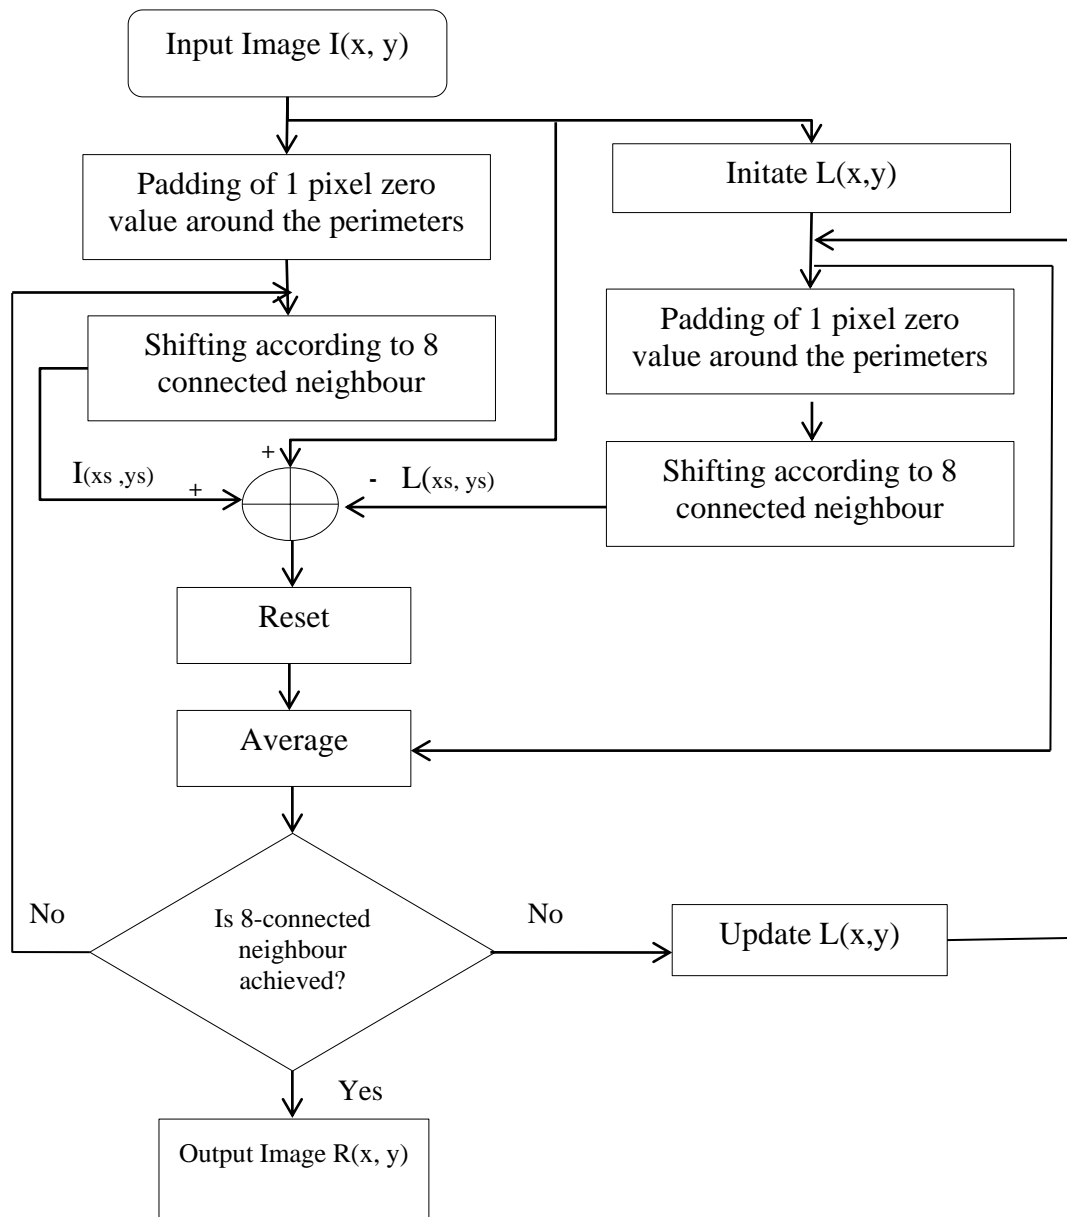 Input Image I(x, y)
Padding of 1 pixel zero
value around the perimeters
Initate L(x,y)
Shifting according to 8
connected neighbour
Padding of 1 pixel zero
value around the perimeters
+
I(xs ,ys)
+
- L(xs, ys)
Shifting according to 8
connected neighbour
Reset
Average
No
Is 8-connected
neighbour
achieved?
No
Update L(x,y)
Yes
Output Image R(x, y)